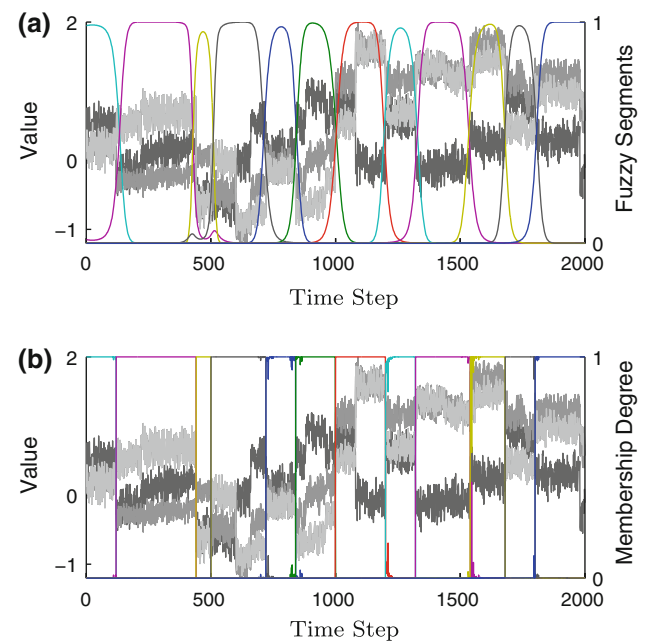 (a)
2
1
0
−1
0
Value
Fuzzy Segments
0 500 1000 1500 2000
Time Step
(b)
2
1
0
−1
0
Value
Membership Degree
0 500 1000 1500 2000
Time Step